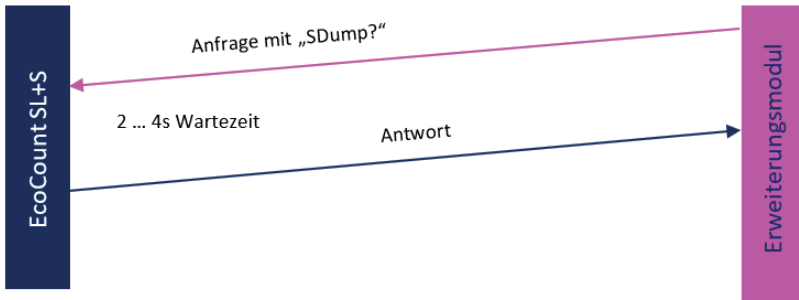 Anfrage mit „SDump?“
2 ... 4s Wartezeit
Antwort
EcoCount SL+S
Erweiterungsmodul